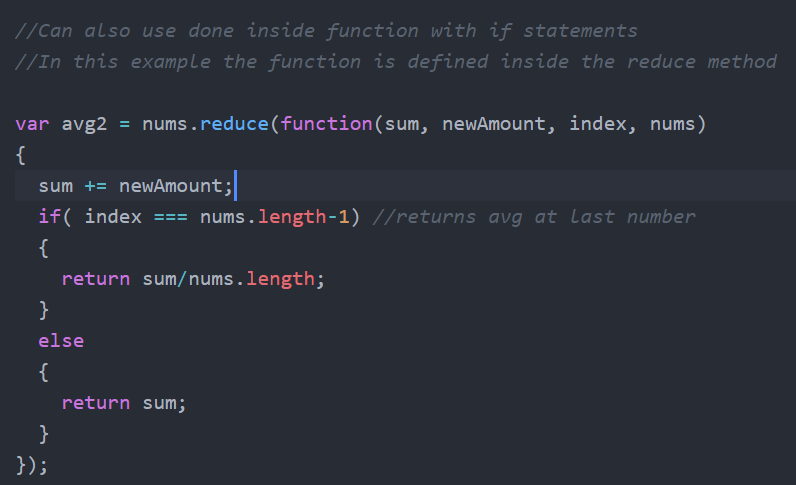 //Can also use done inside function with if statements
//In this example the function is defined inside the reduce method
var avg2 = nums.reduce(function(sum, newAmount, index, nums)
{
sum += newAmount;
if( index === nums.length-1) //returns avg at last number
{
return sum/nums.length;
}
else
{
return sum;
}
});